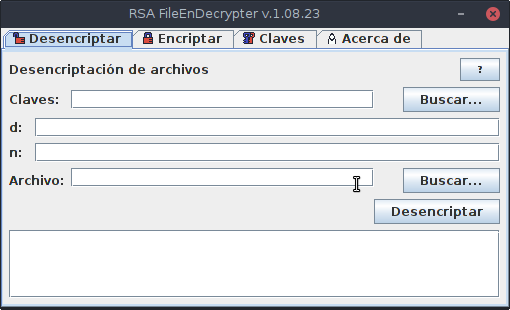 RSA FileEnDecrypter v.1.08.23
Desencriptar Encriptar Claves Acerca de
Desencriptación de archivos ?
Claves: Buscar...
d:
n:
Archivo: Buscar...
Desencriptar